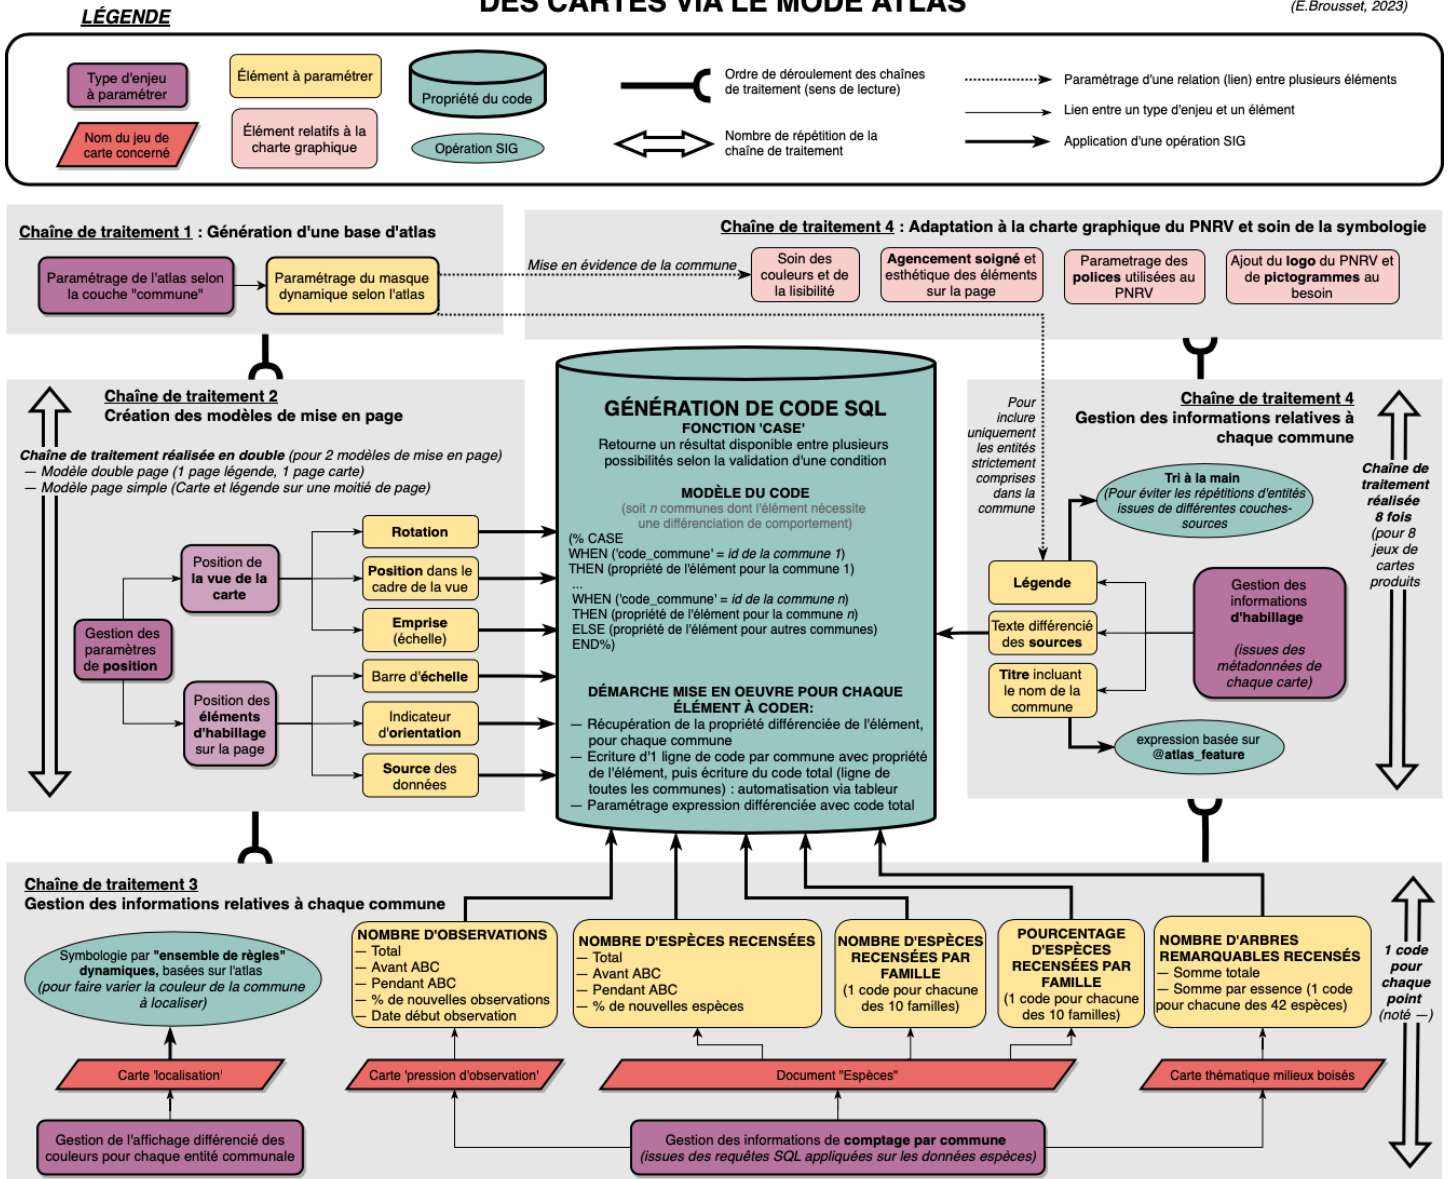 DES CARTES VIA LE MODE ATLAS
(E.Brousset, 2023)
LÉGENDE
Type d'enjeu
à paramétrer
Élément à paramétrer
Propriété du code
Nom du jeu de
carte concerné
Élément relatifs à la
charte graphique
Opération SIG
Ordre de déroulement des chaînes
de traitement (sens de lecture)
Nombre de répétition de la
chaîne de traitement
Paramétrage d'une relation (lien) entre plusieurs éléments
Lien entre un type d'enjeu et un élément
Application d'une opération SIG
Chaîne de traitement 1 : Génération d'une base d'atlas
Paramétrage de l'atlas selon
la couche "commune"
Paramétrage du masque
dynamique selon l'atlas
Mise en évidence de la commune
Chaîne de traitement 4 : Adaptation à la charte graphique du PNRV et soin de la symbologie
Soin des
couleurs et de
la lisibilité
Agencement soigné et
esthétique des éléments
sur la page
Parametrage des
polices utilisées au
PNRV
Ajout du logo du PNRV et
de pictogrammes au
besoin
Chaîne de traitement 2
Création des modèles de mise en page
Chaîne de traitement réalisée en double (pour 2 modèles de mise en page)
— Modèle double page (1 page légende, 1 page carte)
— Modèle page simple (Carte et légende sur une moitié de page)
Gestion des
paramètres
de position
Position de
la vue de la
carte
Position des
éléments
d'habillage
sur la page
Rotation
Position dans le
cadre de la vue
Emprise
(échelle)
Barre d'échelle
Indicateur
d'orientation
Source des
données
GÉNÉRATION DE CODE SQL
FONCTION 'CASE'
Retourne un résultat disponible entre plusieurs
possibilités selon la validation d'une condition
MODÈLE DU CODE
(soit n communes dont l'élément nécessite
une différenciation de comportement)
(% CASE
WHEN ('code_commune' = id de la commune 1)
THEN (propriété de l'élément pour la commune 1)
...
WHEN ('code_commune' = id de la commune n)
THEN (propriété de l'élément pour la commune n)
ELSE (propriété de l'élément pour autres communes)
END%)
DÉMARCHE MISE EN OEUVRE POUR CHAQUE
ÉLÉMENT À CODER:
— Récupération de la propriété différenciée de l'élément,
pour chaque commune
— Ecriture d'1 ligne de code par commune avec propriété
de l'élément, puis écriture du code total (ligne de
toutes les communes) : automatisation via tableur
— Paramétrage expression différenciée avec code total
Pour
inclure
uniquement
les entités
strictement
comprises
dans la
commune
Chaîne de traitement 4
Gestion des informations relatives à
chaque commune
Tri à la main
(Pour éviter les répétitions d'entités
issues de différentes couches-
sources)
Légende
Texte différencié
des sources
Titre incluant
le nom de la
commune
expression basée sur
@atlas_feature
Gestion des
informations
d'habillage
(issues des
métadonnées de
chaque carte)
Chaîne de
traitement
réalisée
8 fois
(pour 8
jeux de
cartes
produits
Chaîne de traitement 3
Gestion des informations relatives à chaque commune
Symbologie par "ensemble de règles"
dynamiques, basées sur l'atlas
(pour faire varier la couleur de la commune
à localiser)
NOMBRE D'OBSERVATIONS
— Total
— Avant ABC
— Pendant ABC
— % de nouvelles observations
— Date début observation
NOMBRE D'ESPÈCES RECENSÉES
— Total
— Avant ABC
— Pendant ABC
— % de nouvelles espèces
NOMBRE D'ESPÈCES
RECENSÉES PAR
FAMILLE
(1 code pour chacune
des 10 familles)
POURCENTAGE
D'ESPÈCES
RECENSÉES PAR
FAMILLE
(1 code pour chacune
des 10 familles)
NOMBRE D'ARBRES
REMARQUABLES RECENSÉS
— Somme totale
— Somme par essence (1 code
pour chacune des 42 espèces)
1 code
pour
chaque
point
(noté —)
Carte 'localisation'
Carte 'pression d'observation'
Document "Espèces"
Carte thématique milieux boisés
Gestion de l'affichage différencié des
couleurs pour chaque entité communale
Gestion des informations de comptage par commune
(issues des requêtes SQL appliquées sur les données espèces)